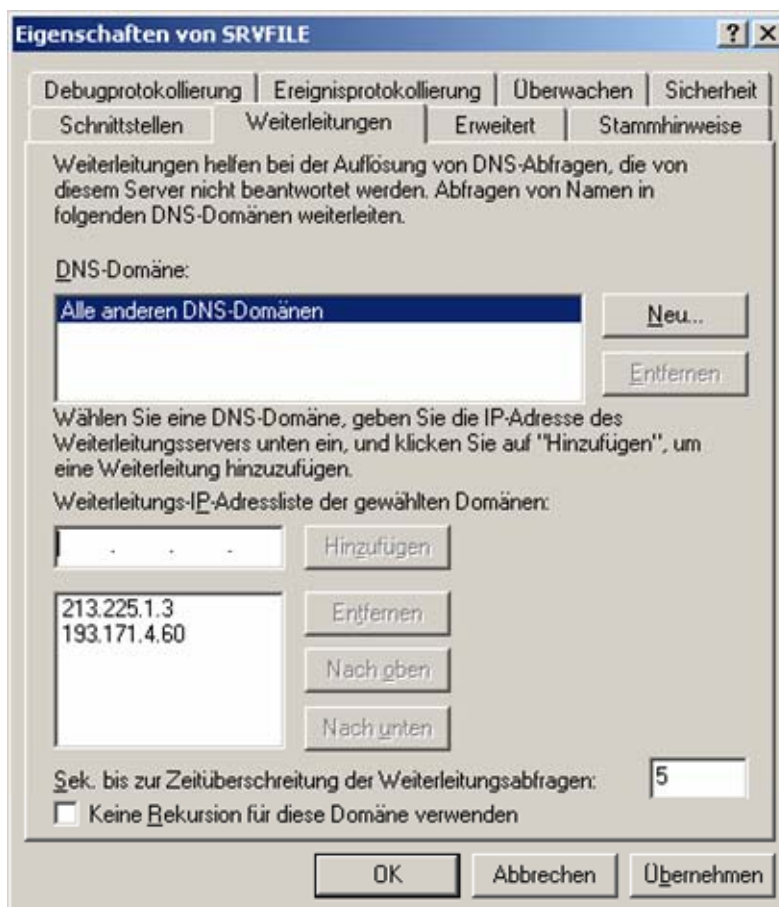 Eigenschaften von SRVFILE
Debugprotokollierung Ereignisprotokollierung Überwachen Sicherheit
Schnittstellen Weiterleitungen Erweitert Stammhinweise
Weiterleitungen helfen bei der Auflösung von DNS-Abfragen, die von
diesem Server nicht beantwortet werden. Abfragen von Namen in
folgenden DNS-Domänen weiterleiten.
DNS-Domäne:
Alle anderen DNS-Domänen
Neu...
Entfernen
Wählen Sie eine DNS-Domäne, geben Sie die IP-Adresse des
Weiterleitungsservers unten ein, und klicken Sie auf "Hinzufügen", um
eine Weiterleitung hinzuzufügen.
Weiterleitungs-IP-Adressliste der gewählten Domänen:
. . .
Hinzufügen
213.225.1.3
193.171.4.60
Entfernen
Nach oben
Nach unten
Sek. bis zur Zeitüberschreitung der Weiterleitungsabfragen: 5
Keine Rekursion für diese Domäne verwenden
OK Abbrechen Übernehmen